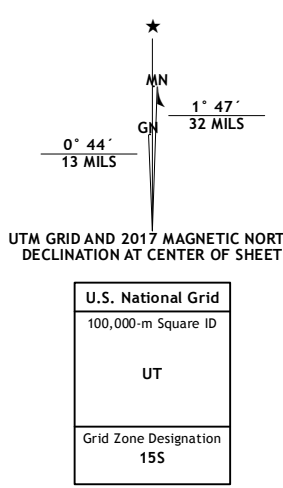 ★
MN
1° 47´
32 MILS
GN
0° 44´
13 MILS
UTM GRID AND 2017 MAGNETIC NORT
DECLINATION AT CENTER OF SHEET
U.S. National Grid
100,000-m Square ID
UT
Grid Zone Designation
15S